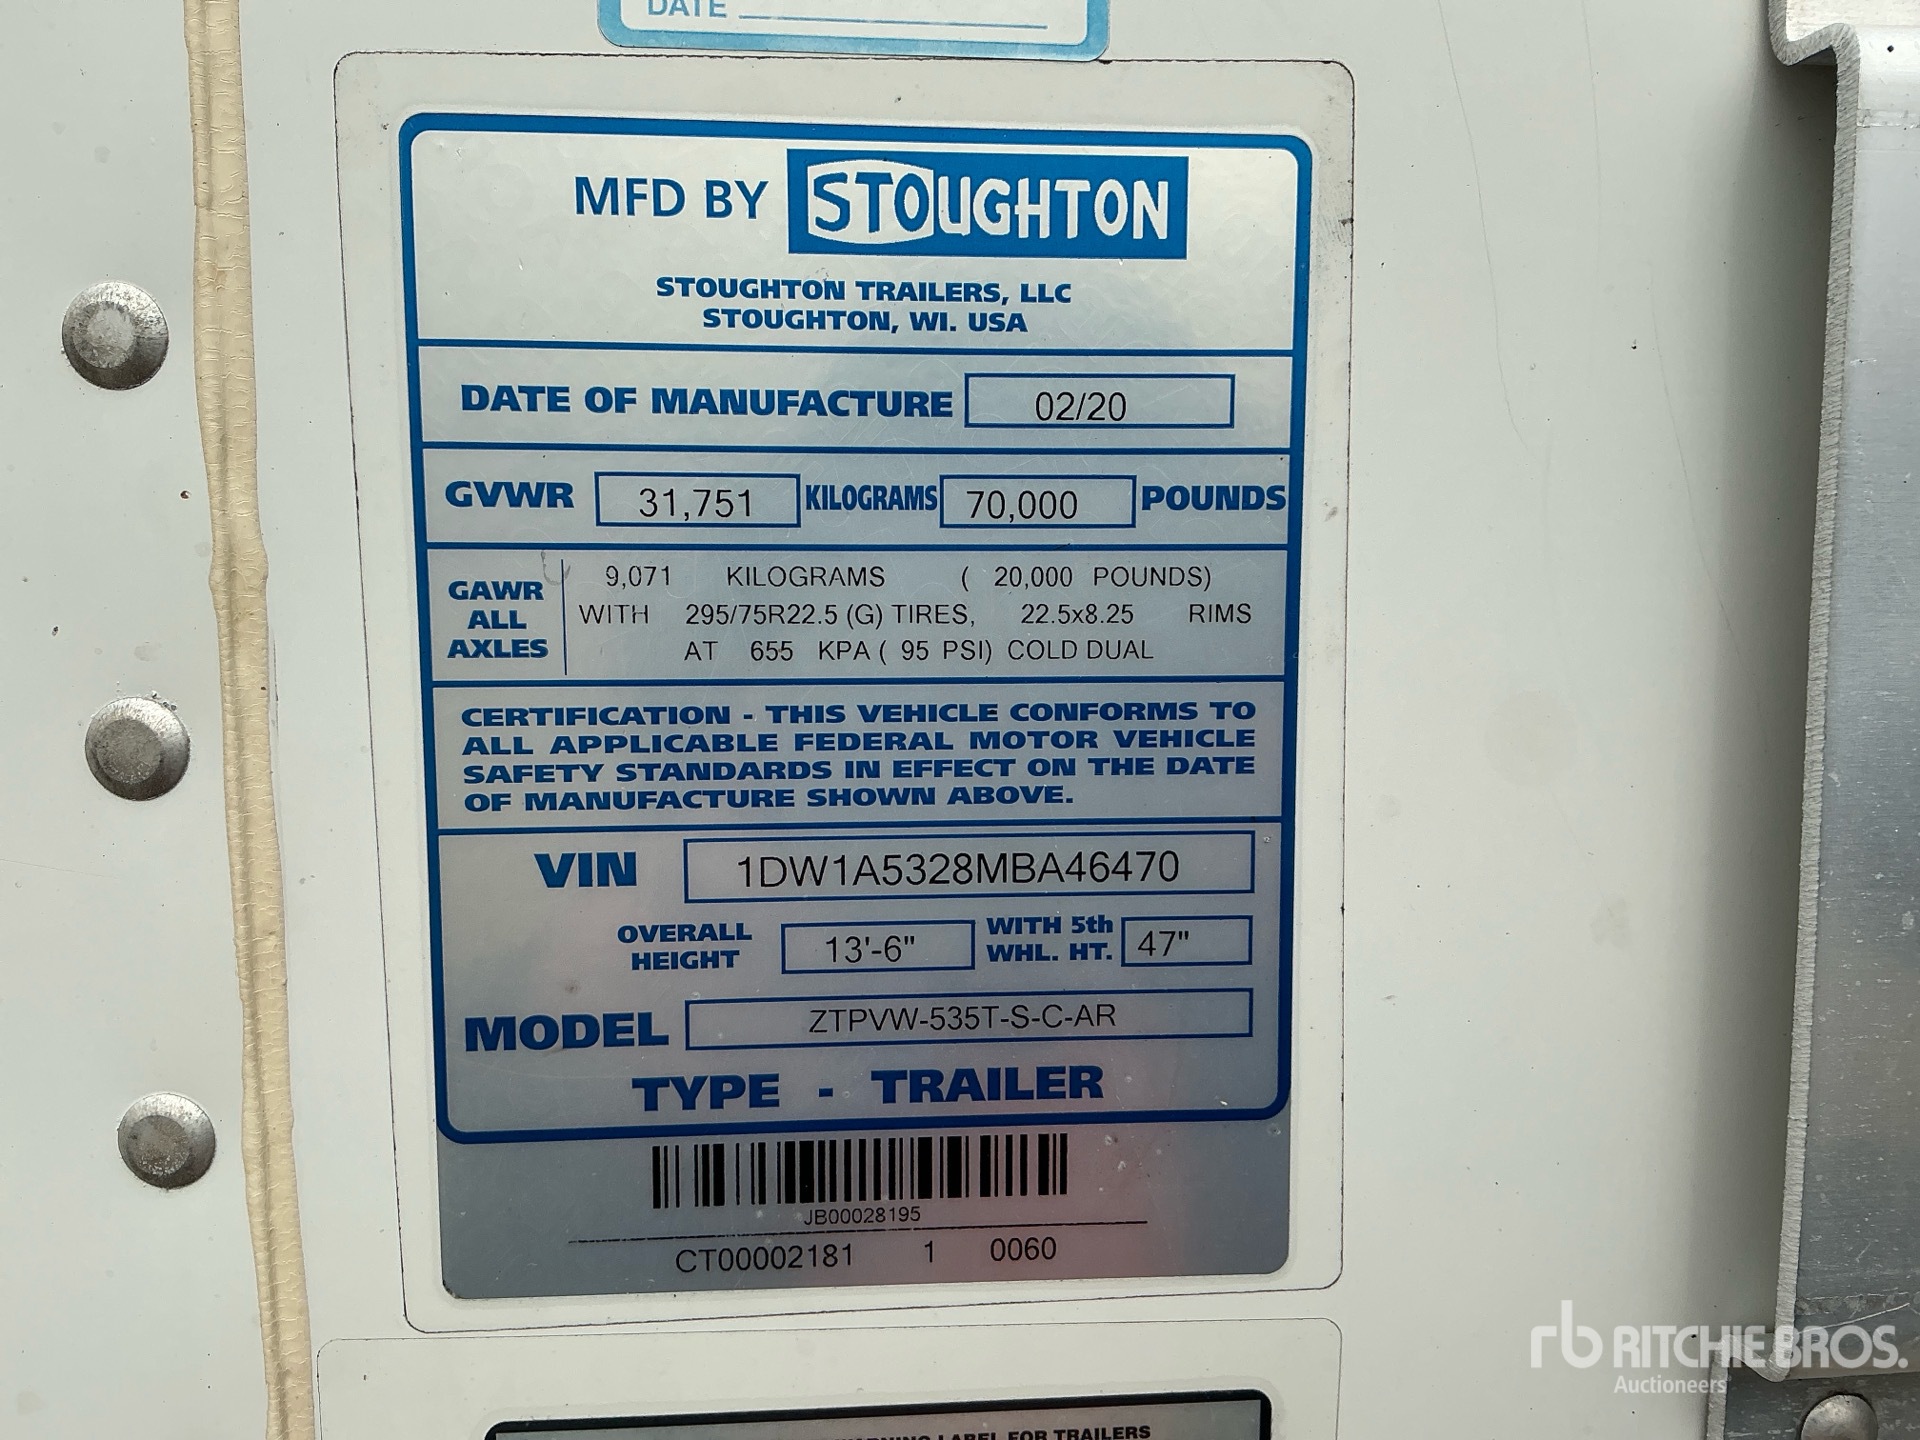 DATE
MFD BY STOUGHTON
STOUGHTON TRAILERS, LLC
STOUGHTON, WI. USA
DATE OF MANUFACTURE 02/20
GVWR 31,751 KILOGRAMS 70,000 POUNDS
GAWR ALL AXLES
9,071 KILOGRAMS ( 20,000 POUNDS)
WITH 295/75R22.5 (G) TIRES, 22.5x8.25 RIMS
AT 655 KPA ( 95 PSI) COLD DUAL
CERTIFICATION - THIS VEHICLE CONFORMS TO
ALL APPLICABLE FEDERAL MOTOR VEHICLE
SAFETY STANDARDS IN EFFECT ON THE DATE
OF MANUFACTURE SHOWN ABOVE.
VIN 1DW1A5328MBA46470
OVERALL HEIGHT 13'-6" WITH 5th WHL. HT. 47"
MODEL ZTPVW-535T-S-C-AR
TYPE - TRAILER
JB00028195
CT00002181 1 0060
LABEL FOR TRAILERS
rb RITCHIE BROS.
Auctioneers